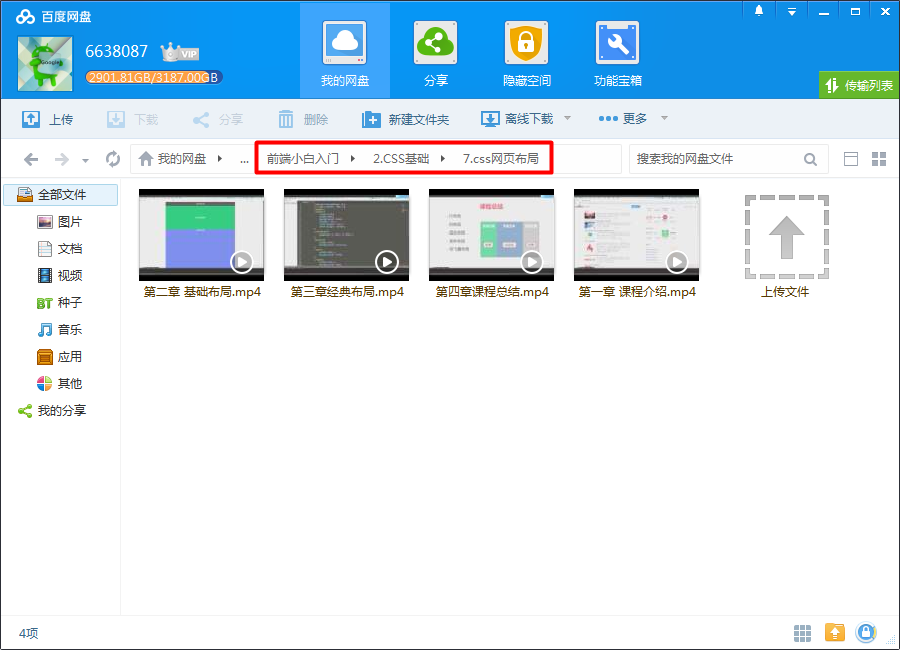 百度网盘
6638087
VIP
2901.81GB/3187.00GB
我的网盘
分享
隐藏空间
功能宝箱
传输列表
上传
下载
分享
删除
新建文件夹
离线下载
更多
我的网盘 ... 前端小白入门 2.CSS基础 7.css网页布局
搜索我的网盘文件
全部文件
图片
文档
视频
BT 种子
音乐
应用
其他
我的分享
课程总结
第二章 基础布局.mp4
第三章经典布局.mp4
第四章课程总结.mp4
第一章 课程介绍.mp4
上传文件
4项